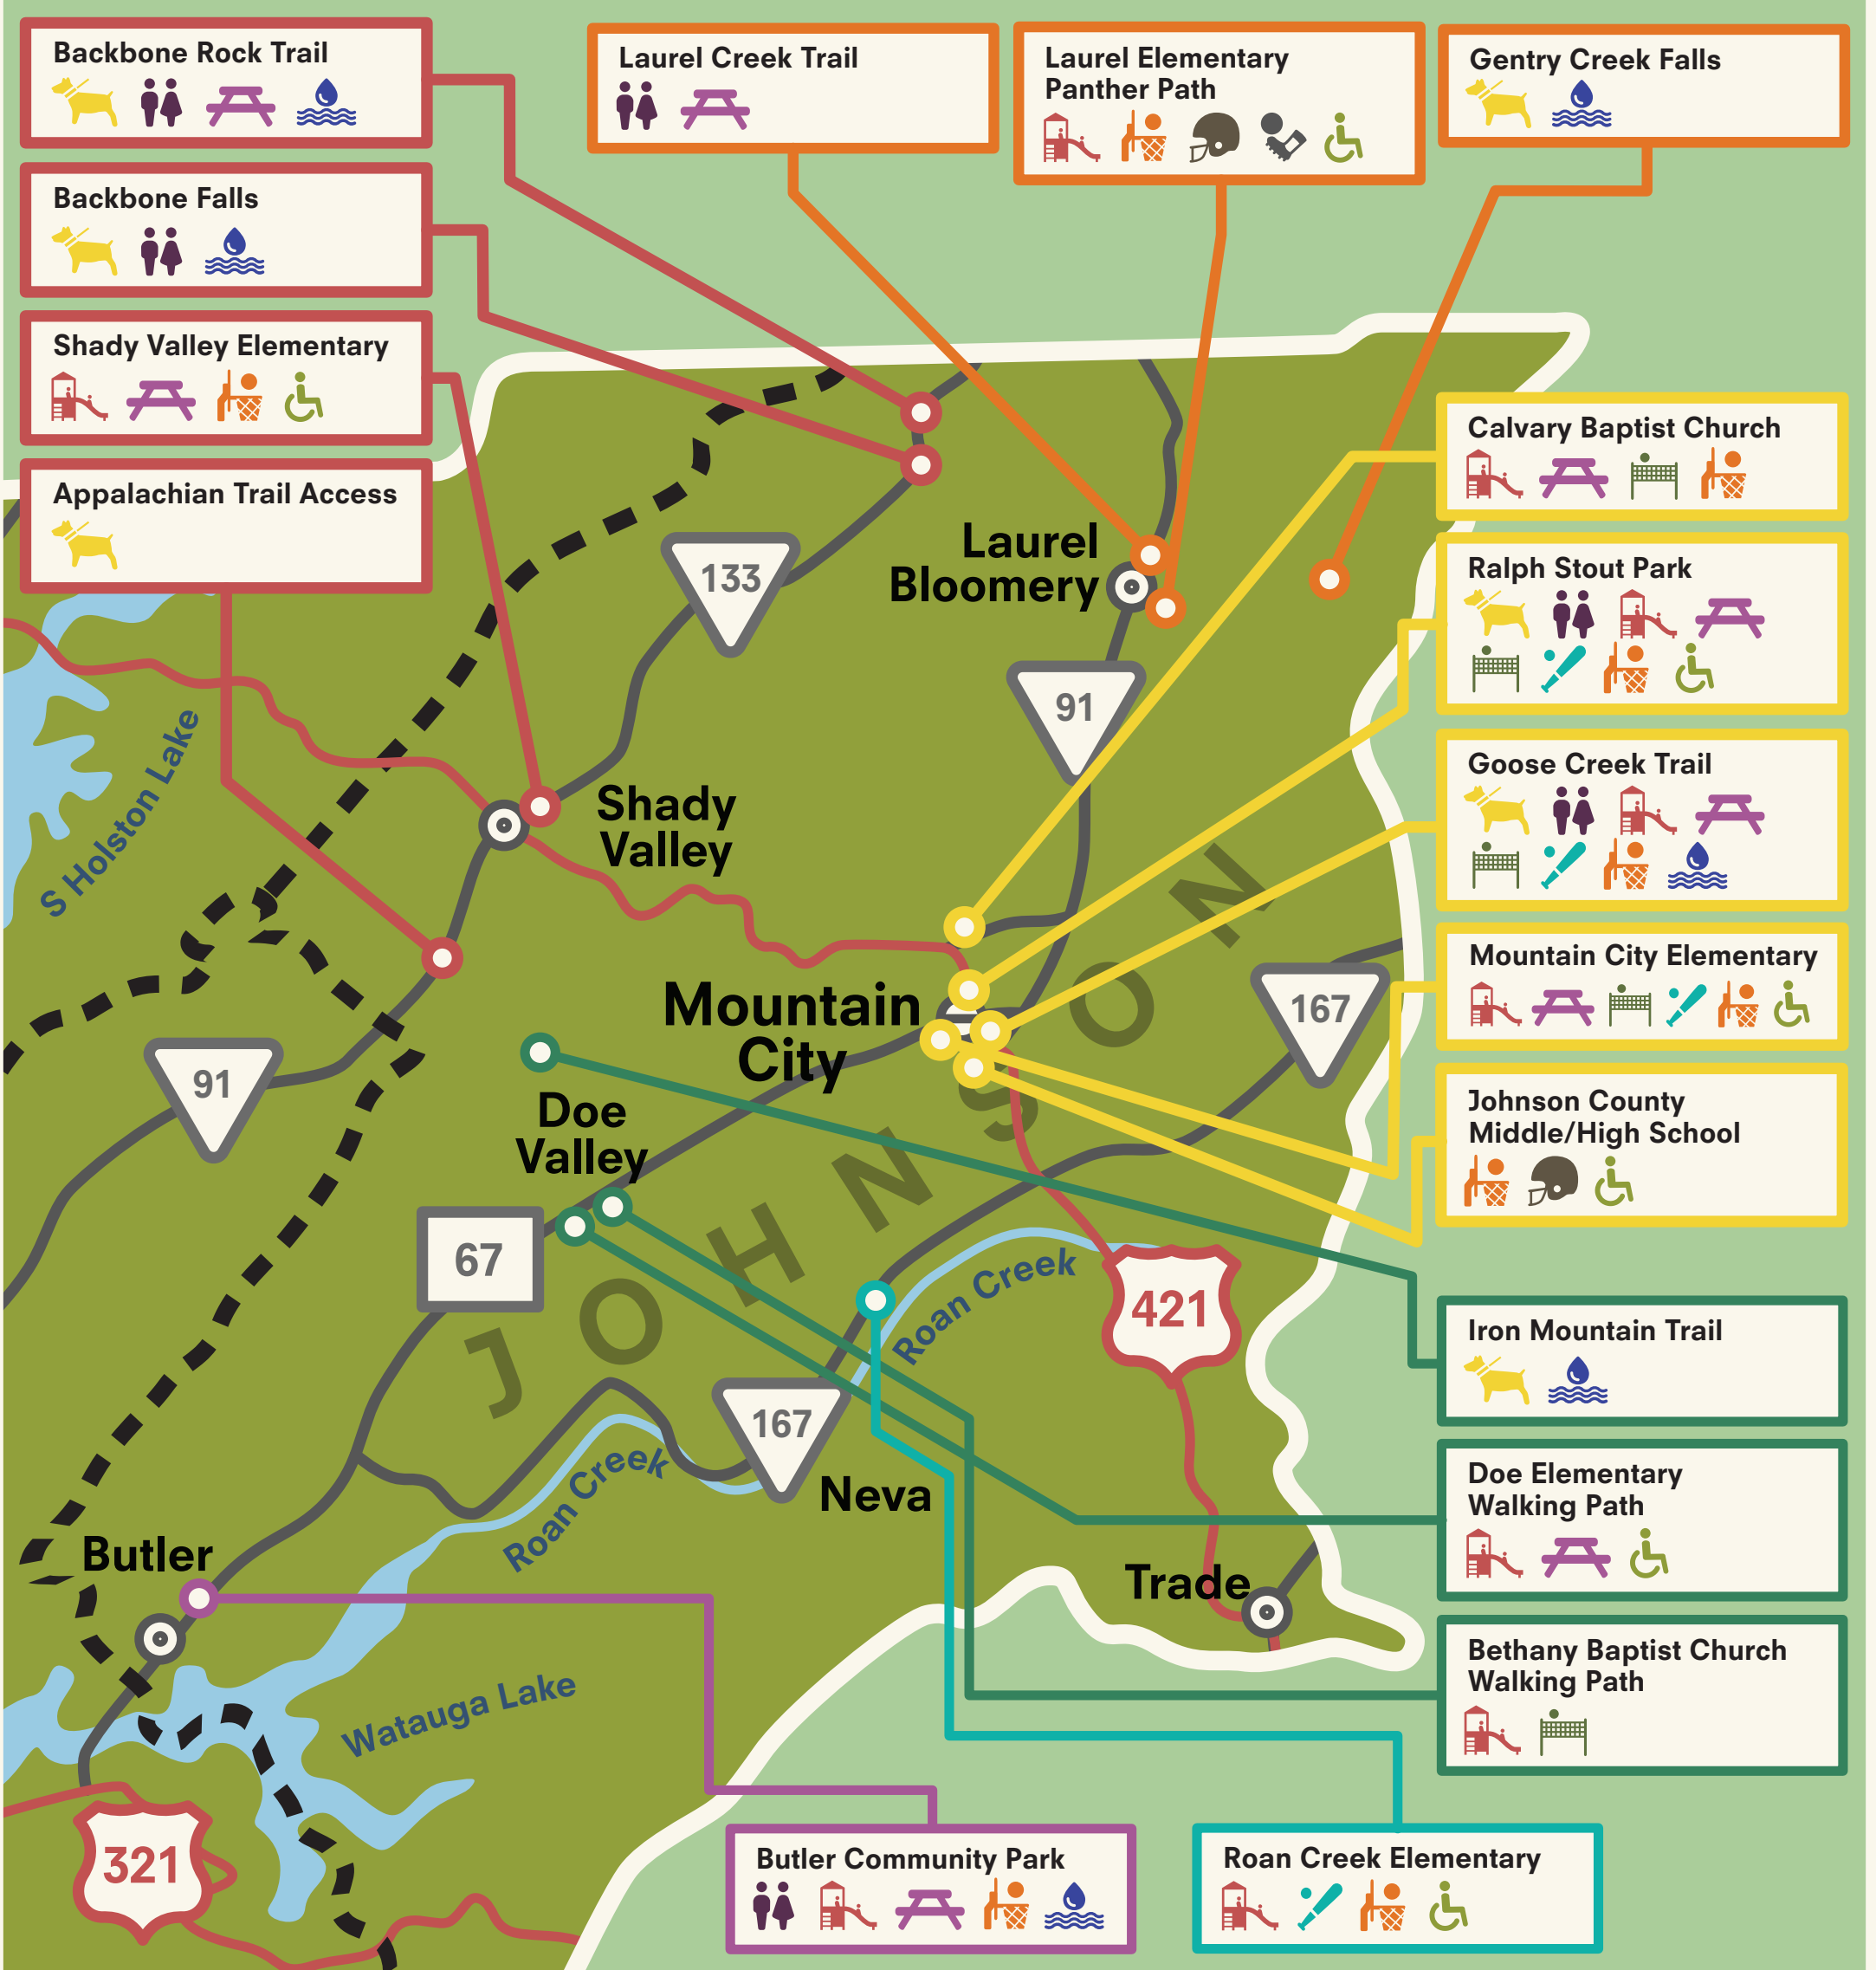 Backbone Rock Trail
Backbone Falls
Shady Valley Elementary
Appalachian Trail Access
Laurel Creek Trail
Laurel Elementary
Panther Path
Gentry Creek Falls
Calvary Baptist Church
Ralph Stout Park
Goose Creek Trail
Mountain City Elementary
Johnson County
Middle/High School
Iron Mountain Trail
Doe Elementary
Walking Path
Bethany Baptist Church
Walking Path
Butler Community Park
Roan Creek Elementary
133
Laurel
Bloomery
91
S Holston Lake
Shady
Valley
Mountain
City
167
91
Doe
Valley
67
JOHNSON
Roan Creek
421
167
Neva
Roan Creek
Butler
Trade
Watauga Lake
321